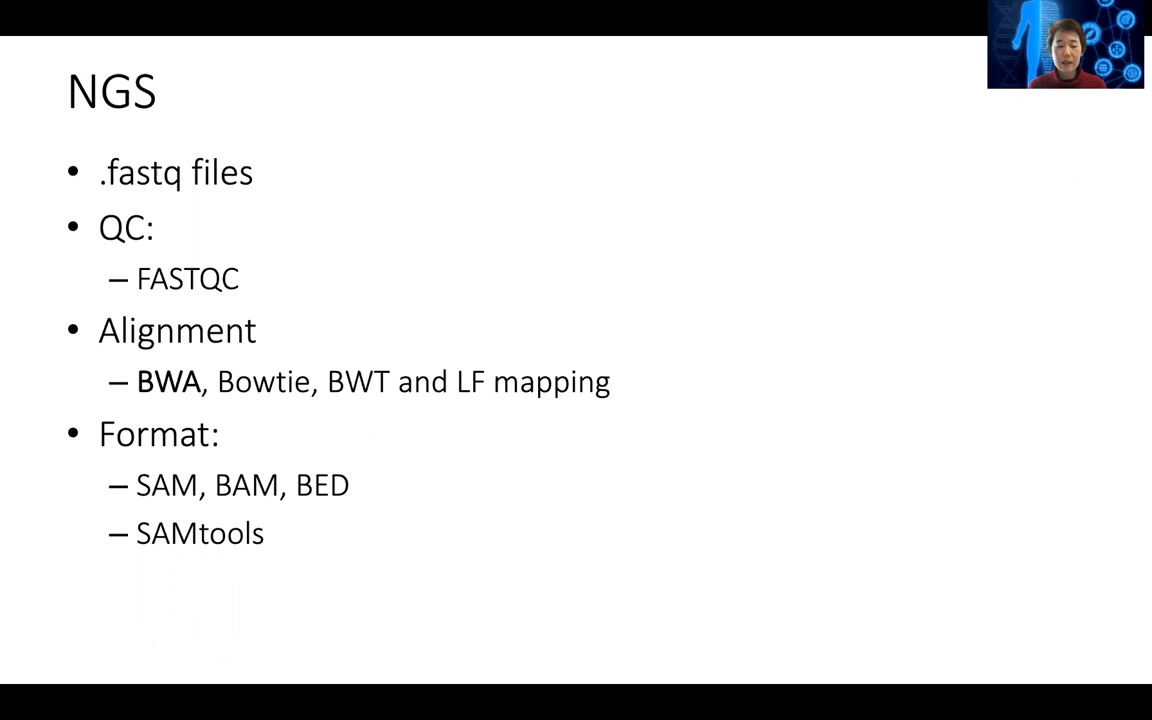 NGS
• .fastq files
• QC:
– FASTQC
• Alignment
– BWA, Bowtie, BWT and LF mapping
• Format:
– SAM, BAM, BED
– SAMtools